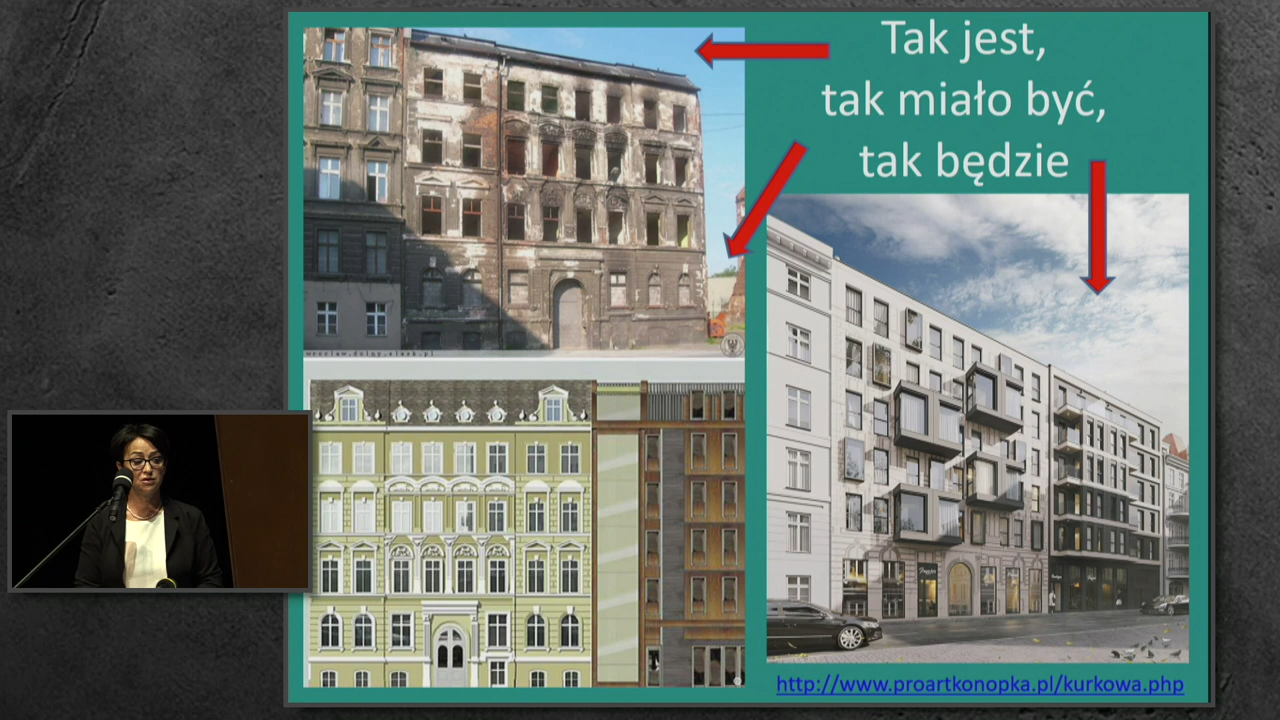 Tak jest,
tak miało być,
tak będzie
wroclaw.dolny.slask.pl
http://www.proartkonopka.pl/kurkowa.php